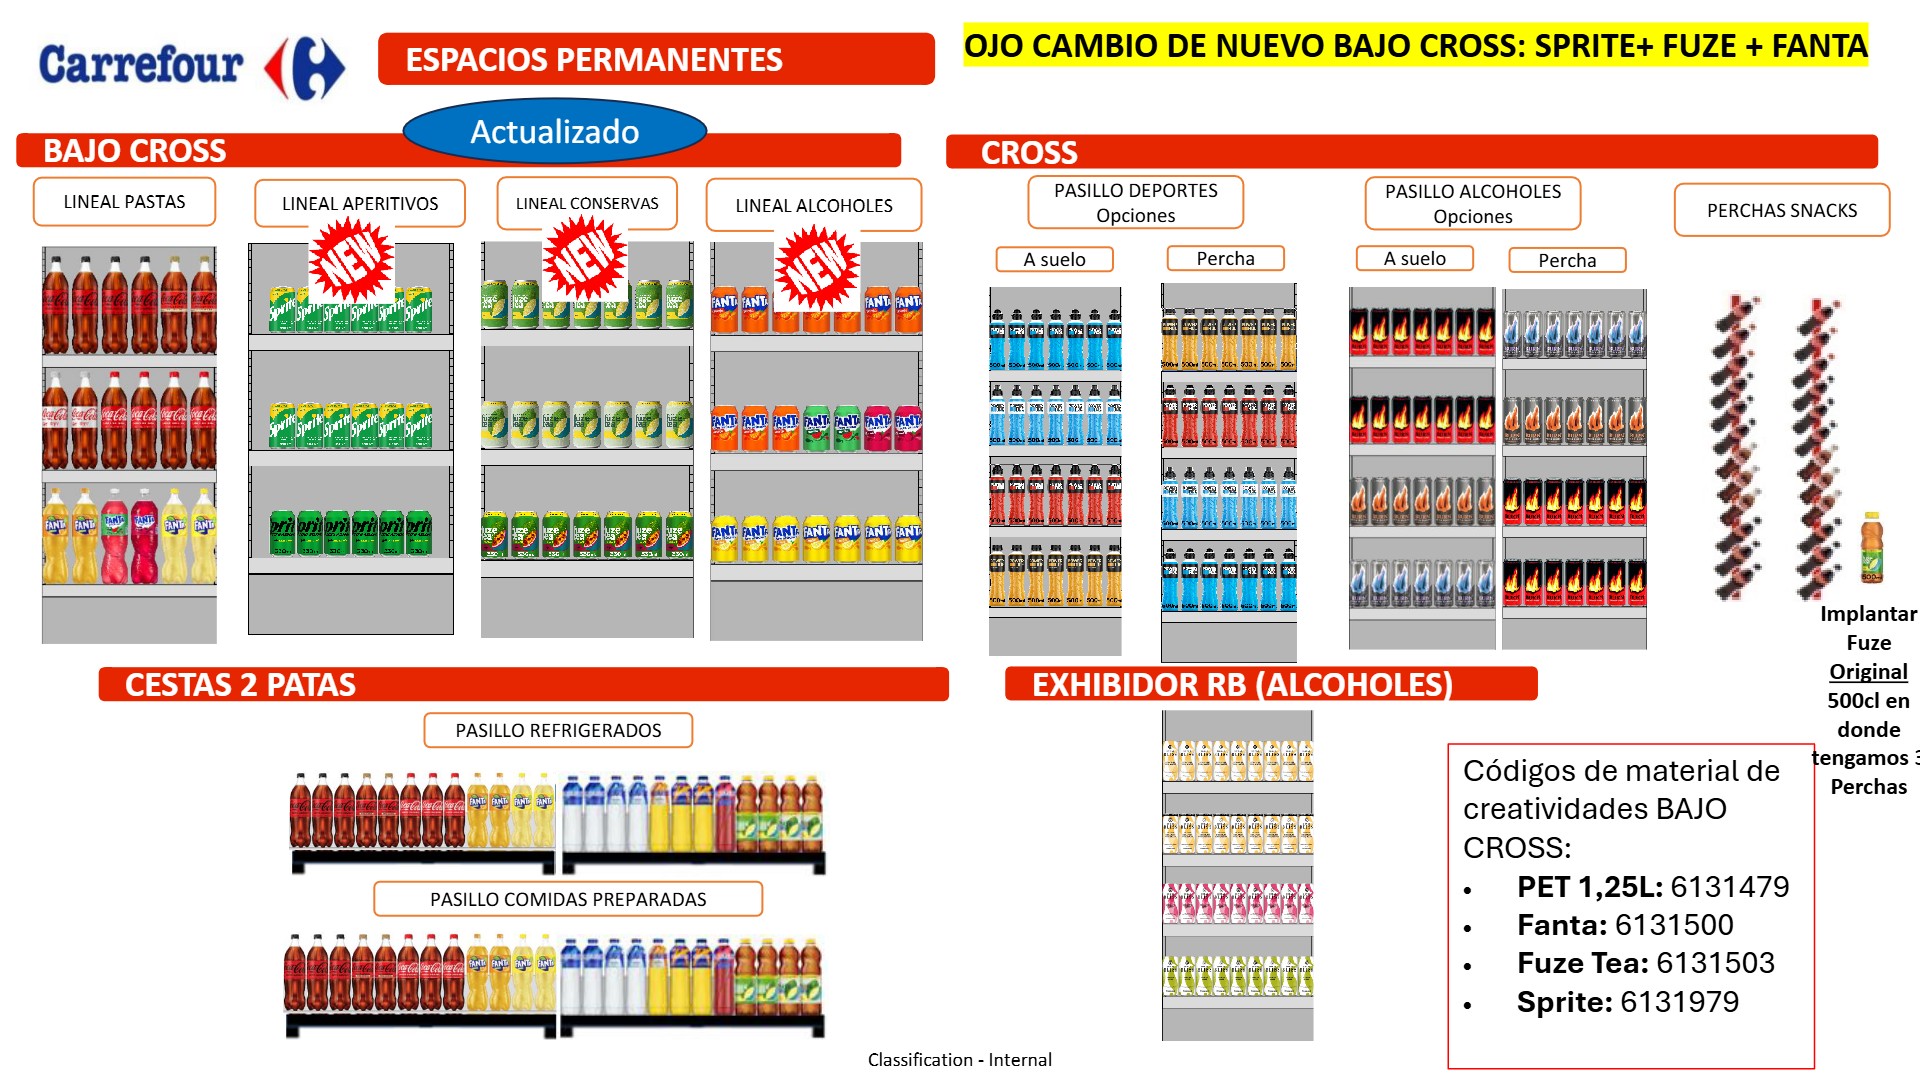 Carrefour
ESPACIOS PERMANENTES
OJO CAMBIO DE NUEVO BAJO CROSS: SPRITE+ FUZE + FANTA
Actualizado
BAJO CROSS
CROSS
LINEAL PASTAS
LINEAL APERITIVOS
LINEAL CONSERVAS
LINEAL ALCOHOLES
NEW
NEW
NEW
PASILLO DEPORTES
Opciones
PASILLO ALCOHOLES
Opciones
PERCHAS SNACKS
A suelo
Percha
A suelo
Percha
Implantar
Fuze
Original
500cl en
donde
tengamos 3
Perchas
CESTAS 2 PATAS
EXHIBIDOR RB (ALCOHOLES)
PASILLO REFRIGERADOS
PASILLO COMIDAS PREPARADAS
Códigos de material de
creatividades BAJO
CROSS:
• PET 1,25L: 6131479
• Fanta: 6131500
• Fuze Tea: 6131503
• Sprite: 6131979
Classification - Internal